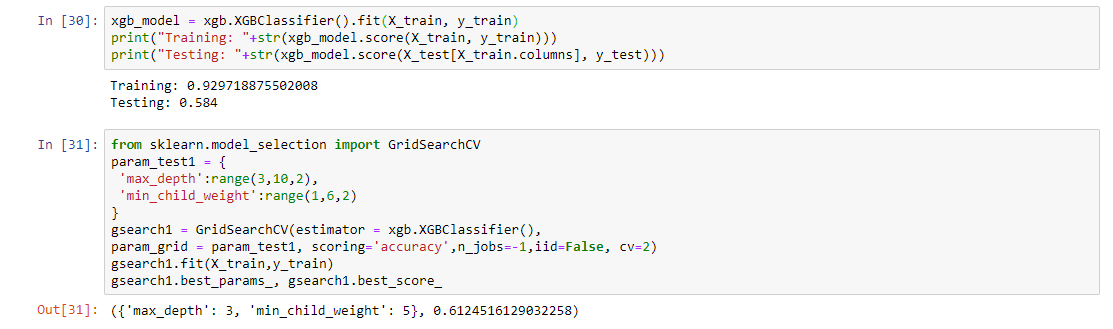 In [30]: xgb_model = xgb.XGBClassifier().fit(X_train, y_train)
print("Training: "+str(xgb_model.score(X_train, y_train)))
print("Testing: "+str(xgb_model.score(X_test[X_train.columns], y_test)))
Training: 0.929718875502008
Testing: 0.584
In [31]: from sklearn.model_selection import GridSearchCV
param_test1 = {
'max_depth':range(3,10,2),
'min_child_weight':range(1,6,2)
}
gsearch1 = GridSearchCV(estimator = xgb.XGBClassifier(),
param_grid = param_test1, scoring='accuracy',n_jobs=-1,iid=False, cv=2)
gsearch1.fit(X_train,y_train)
gsearch1.best_params_, gsearch1.best_score_
Out[31]: ({'max_depth': 3, 'min_child_weight': 5}, 0.6124516129032258)